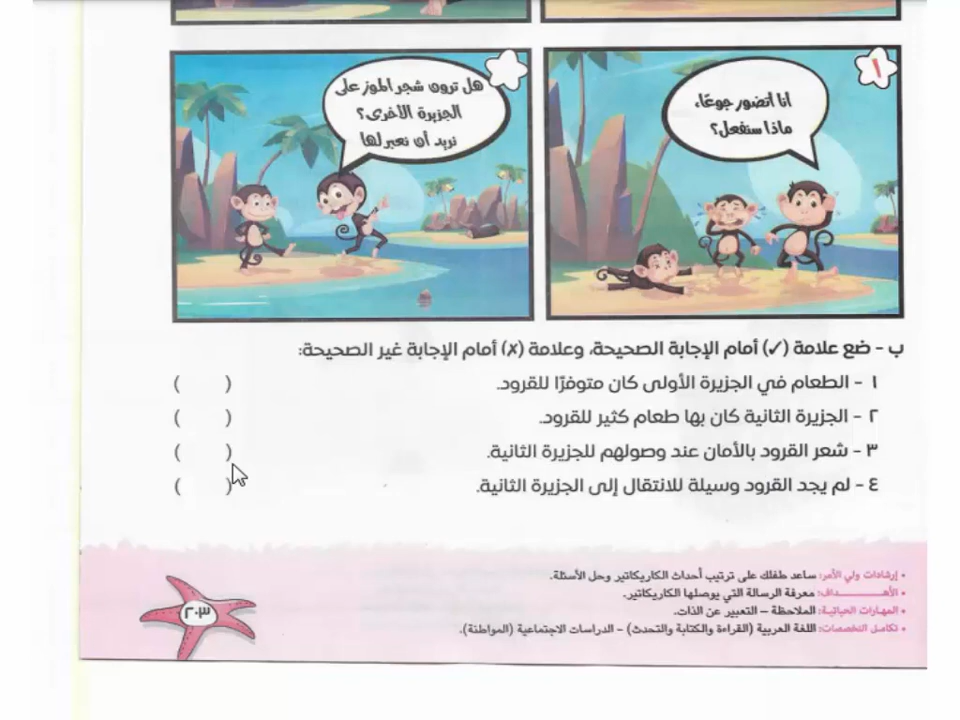 ١
أنا أتضور جوعًا،
ماذا سنفعل؟
هل ترون شجر الموز على
الجزيرة الأخرى؟
نريد أن نعبر لها
ب - ضع علامة (✓) أمام الإجابة الصحيحة، وعلامة (✗) أمام الإجابة غير الصحيحة:
١ - الطعام في الجزيرة الأولى كان متوفرًا للقرود. ( )
٢ - الجزيرة الثانية كان بها طعام كثير للقرود. ( )
٣ - شعر القرود بالأمان عند وصولهم للجزيرة الثانية. ( )
٤ - لم يجد القرود وسيلة للانتقال إلى الجزيرة الثانية. ( )
• إرشادات ولي الأمر: ساعد طفلك على ترتيب أحداث الكاريكاتير وحل الأسئلة.
• الأهـــداف: معرفة الرسالة التي يوصلها الكاريكاتير.
• المهارات الحياتية: الملاحظة – التعبير عن الذات.
• تكامل التخصصات: اللغة العربية (القراءة والكتابة والتحدث) – الدراسات الاجتماعية (المواطنة).
٢٠٣